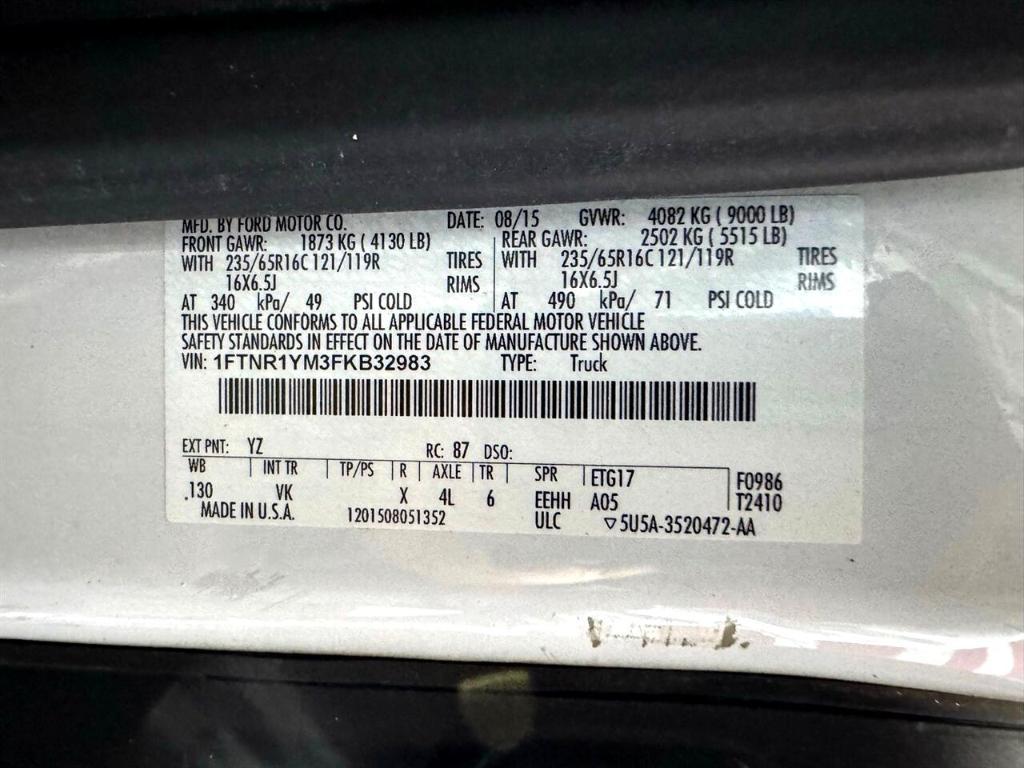 MFD. BY FORD MOTOR CO. DATE: 08/15 GVWR: 4082 KG ( 9000 LB)
FRONT GAWR: 1873 KG ( 4130 LB) REAR GAWR: 2502 KG ( 5515 LB)
WITH 235/65R16C 121/119R TIRES WITH 235/65R16C 121/119R TIRES
16X6.5J RIMS 16X6.5J RIMS
AT 340 kPa/ 49 PSI COLD AT 490 kPa/ 71 PSI COLD
THIS VEHICLE CONFORMS TO ALL APPLICABLE FEDERAL MOTOR VEHICLE
SAFETY STANDARDS IN EFFECT ON THE DATE OF MANUFACTURE SHOWN ABOVE.
VIN: 1FTNR1YM3FKB32983 TYPE: Truck
EXT PNT: YZ RC: 87 DSO:
WB INT TR TP/PS R AXLE TR SPR ETG17 F0986
.130 VK X 4L 6 EEHH A05 T2410
MADE IN U.S.A. 1201508051352 ULC ▽5U5A-3520472-AA